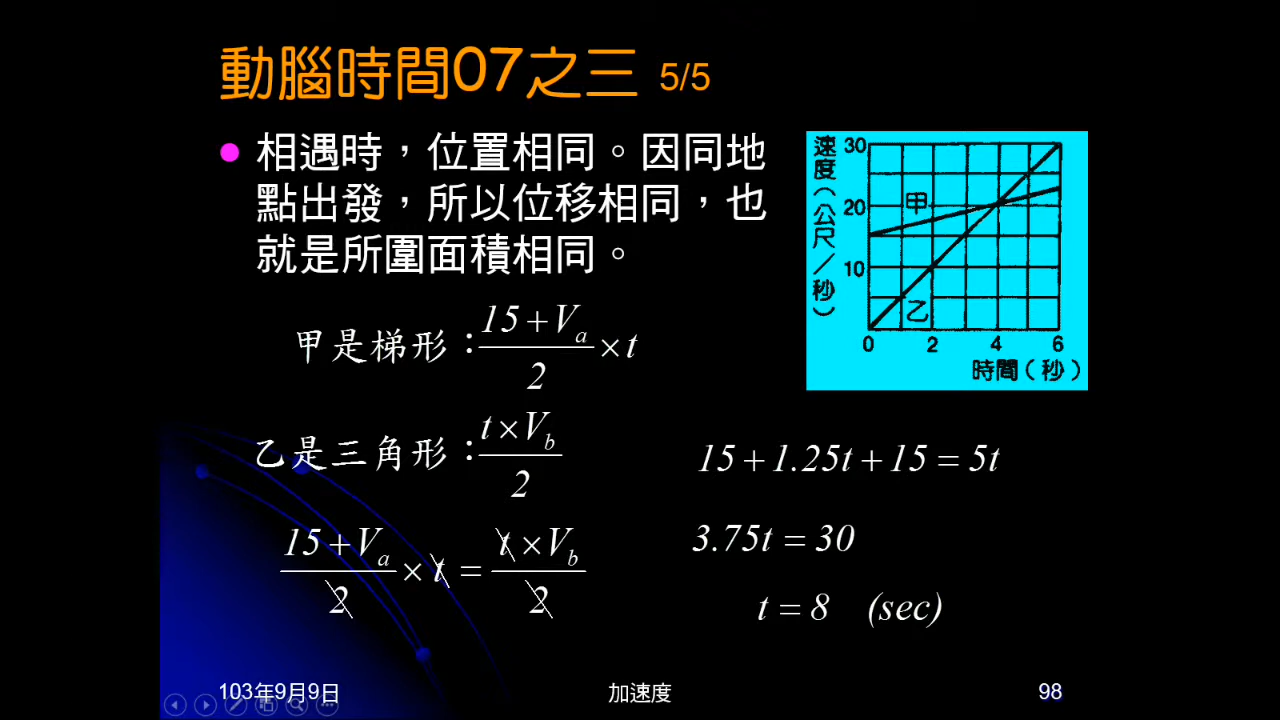 動腦時間07之三 5/5
相遇時，位置相同。因同地
點出發，所以位移相同，也
就是所圍面積相同。
甲是梯形：(15+Va)/2 × t
乙是三角形：(t×Vb)/2
(15+Va)/2 × t = (t×Vb)/2
速度（公尺／秒）
30
20
10
甲
乙
0 2 4 6
時間（秒）
15+1.25t+15=5t
3.75t=30
t=8 (sec)
103年9月9日 加速度 98